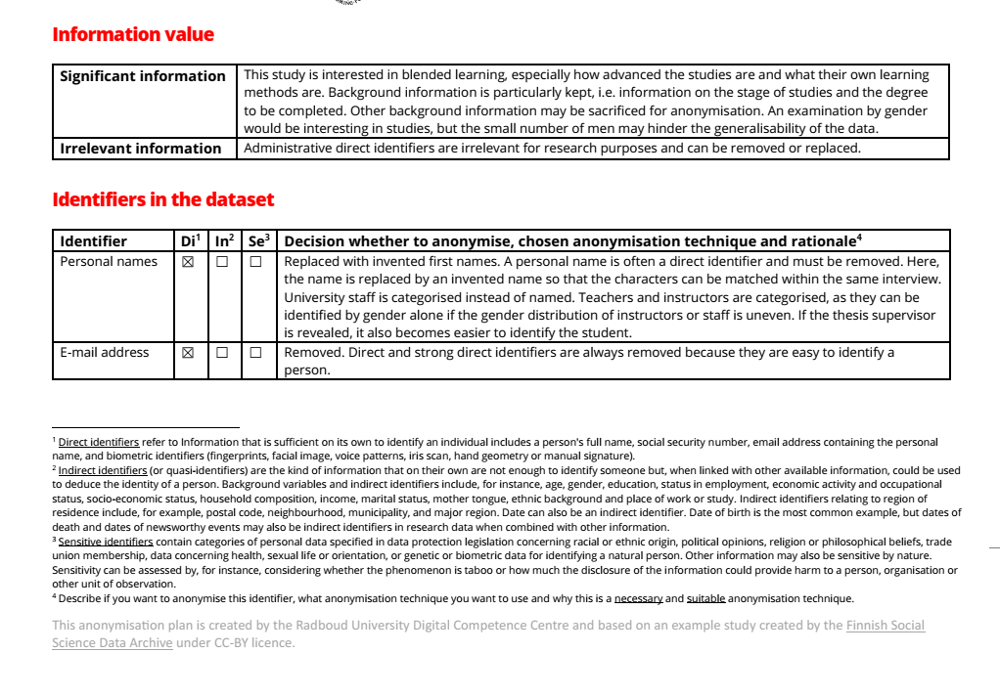 Information value
Significant information This study is interested in blended learning, especially how advanced the studies are and what their own learning
methods are. Background information is particularly kept, i.e. information on the stage of studies and the degree
to be completed. Other background information may be sacrificed for anonymisation. An examination by gender
would be interesting in studies, but the small number of men may hinder the generalisability of the data.
Irrelevant information Administrative direct identifiers are irrelevant for research purposes and can be removed or replaced.
Identifiers in the dataset
Identifier Di¹ In² Se³ Decision whether to anonymise, chosen anonymisation technique and rationale⁴
Personal names ☒ ☐ ☐ Replaced with invented first names. A personal name is often a direct identifier and must be removed. Here,
the name is replaced by an invented name so that the characters can be matched within the same interview.
University staff is categorised instead of named. Teachers and instructors are categorised, as they can be
identified by gender alone if the gender distribution of instructors or staff is uneven. If the thesis supervisor
is revealed, it also becomes easier to identify the student.
E-mail address ☒ ☐ ☐ Removed. Direct and strong direct identifiers are always removed because they are easy to identify a
person.
¹ Direct identifiers refer to Information that is sufficient on its own to identify an individual includes a person's full name, social security number, email address containing the personal
name, and biometric identifiers (fingerprints, facial image, voice patterns, iris scan, hand geometry or manual signature).
² Indirect identifiers (or quasi-identifiers) are the kind of information that on their own are not enough to identify someone but, when linked with other available information, could be used
to deduce the identity of a person. Background variables and indirect identifiers include, for instance, age, gender, education, status in employment, economic activity and occupational
status, socio-economic status, household composition, income, marital status, mother tongue, ethnic background and place of work or study. Indirect identifiers relating to region of
residence include, for example, postal code, neighbourhood, municipality, and major region. Date can also be an indirect identifier. Date of birth is the most common example, but dates of
death and dates of newsworthy events may also be indirect identifiers in research data when combined with other information.
³ Sensitive identifiers contain categories of personal data specified in data protection legislation concerning racial or ethnic origin, political opinions, religion or philosophical beliefs, trade
union membership, data concerning health, sexual life or orientation, or genetic or biometric data for identifying a natural person. Other information may also be sensitive by nature.
Sensitivity can be assessed by, for instance, considering whether the phenomenon is taboo or how much the disclosure of the information could provide harm to a person, organisation or
other unit of observation.
⁴ Describe if you want to anonymise this identifier, what anonymisation technique you want to use and why this is a necessary and suitable anonymisation technique.
This anonymisation plan is created by the Radboud University Digital Competence Centre and based on an example study created by the Finnish Social
Science Data Archive under CC-BY licence.